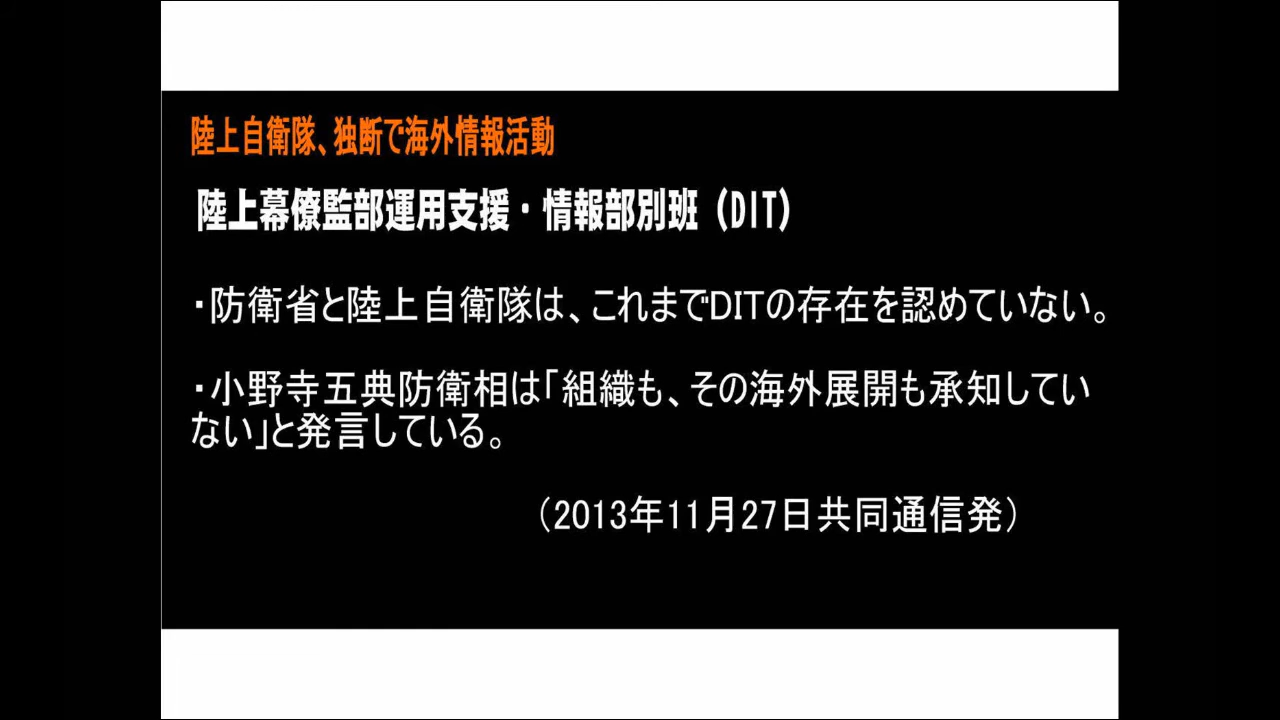 陸上自衛隊、独断で海外情報活動
陸上幕僚監部運用支援・情報部別班（DIT）
・防衛省と陸上自衛隊は、これまでDITの存在を認めていない。
・小野寺五典防衛相は「組織も、その海外展開も承知してい
ない」と発言している。
（2013年11月27日共同通信発）